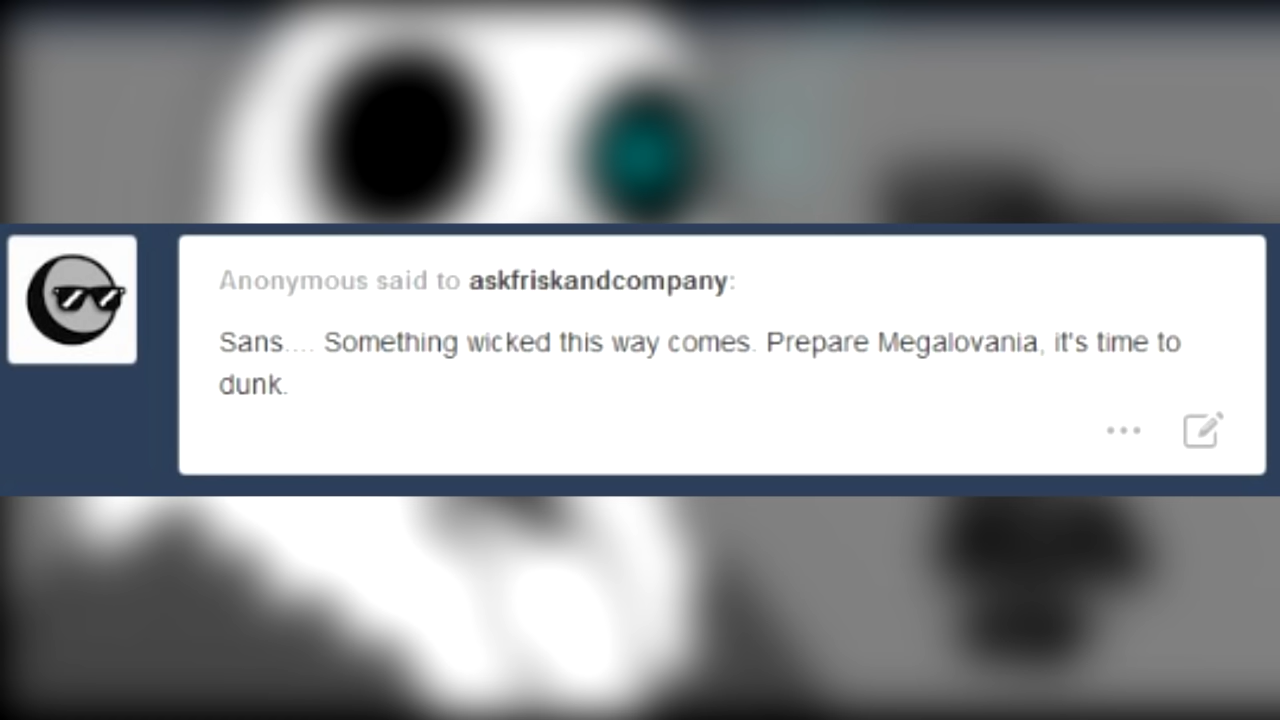 Anonymous said to askfriskandcompany:
Sans.... Something wicked this way comes. Prepare Megalovania, it's time to
dunk.